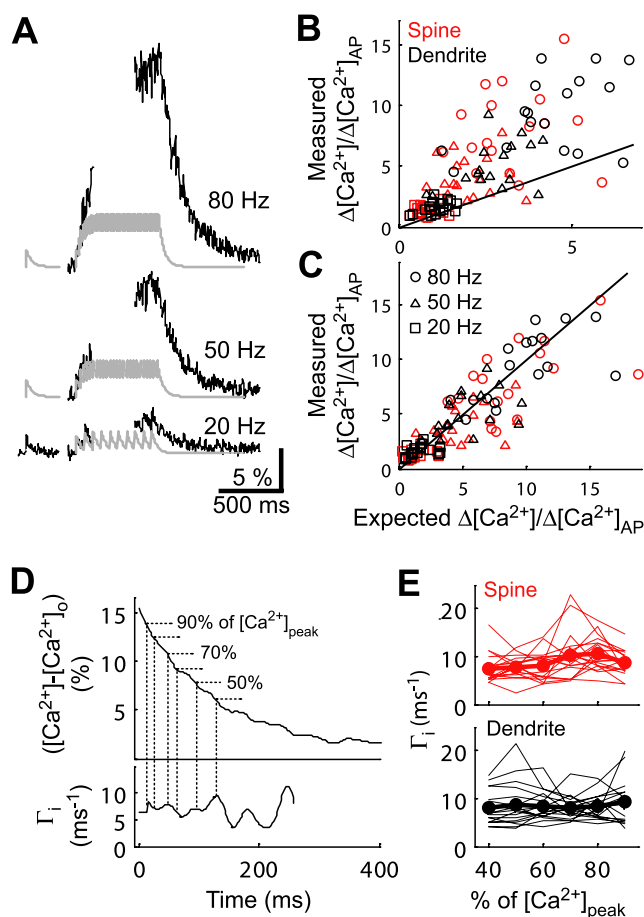 A
80 Hz
50 Hz
20 Hz
5 %
500 ms
B
Spine
Dendrite
Measured
Δ[Ca²⁺]/Δ[Ca²⁺]AP
15
10
5
0
0
5
C
80 Hz
50 Hz
20 Hz
Measured
Δ[Ca²⁺]/Δ[Ca²⁺]AP
15
10
5
0
0
5
10
15
Expected Δ[Ca²⁺]/Δ[Ca²⁺]AP
D
([Ca²⁺]-[Ca²⁺]o)
(%)
15
10
5
90% of [Ca²⁺]peak
70%
50%
Γi
(ms⁻¹)
10
5
0
0
200
400
Time (ms)
E
Spine
Γi (ms⁻¹)
20
10
0
Dendrite
20
10
0
40
60
80
% of [Ca²⁺]peak